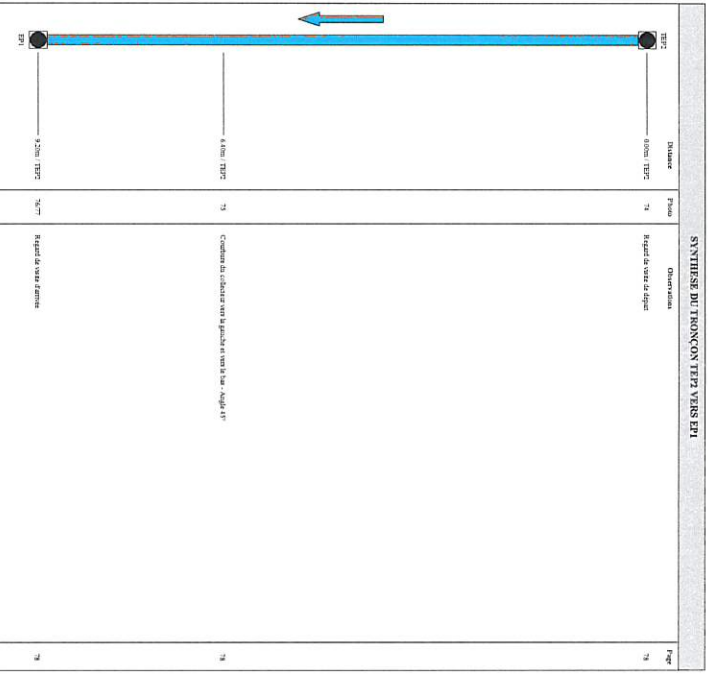 SYNTHESE DU TRONÇON TEP2 VERS EP1
Distance Photo Observations Page
TEP2
0.00m / TEP2 74 Regard de visite de départ 78
6.40m / TEP2 75 Courbure du collecteur vers la gauche et vers le bas - Angle 45° 78
9.20m / TEP2 76/77 Regard de visite d'arrivée 78
EP1